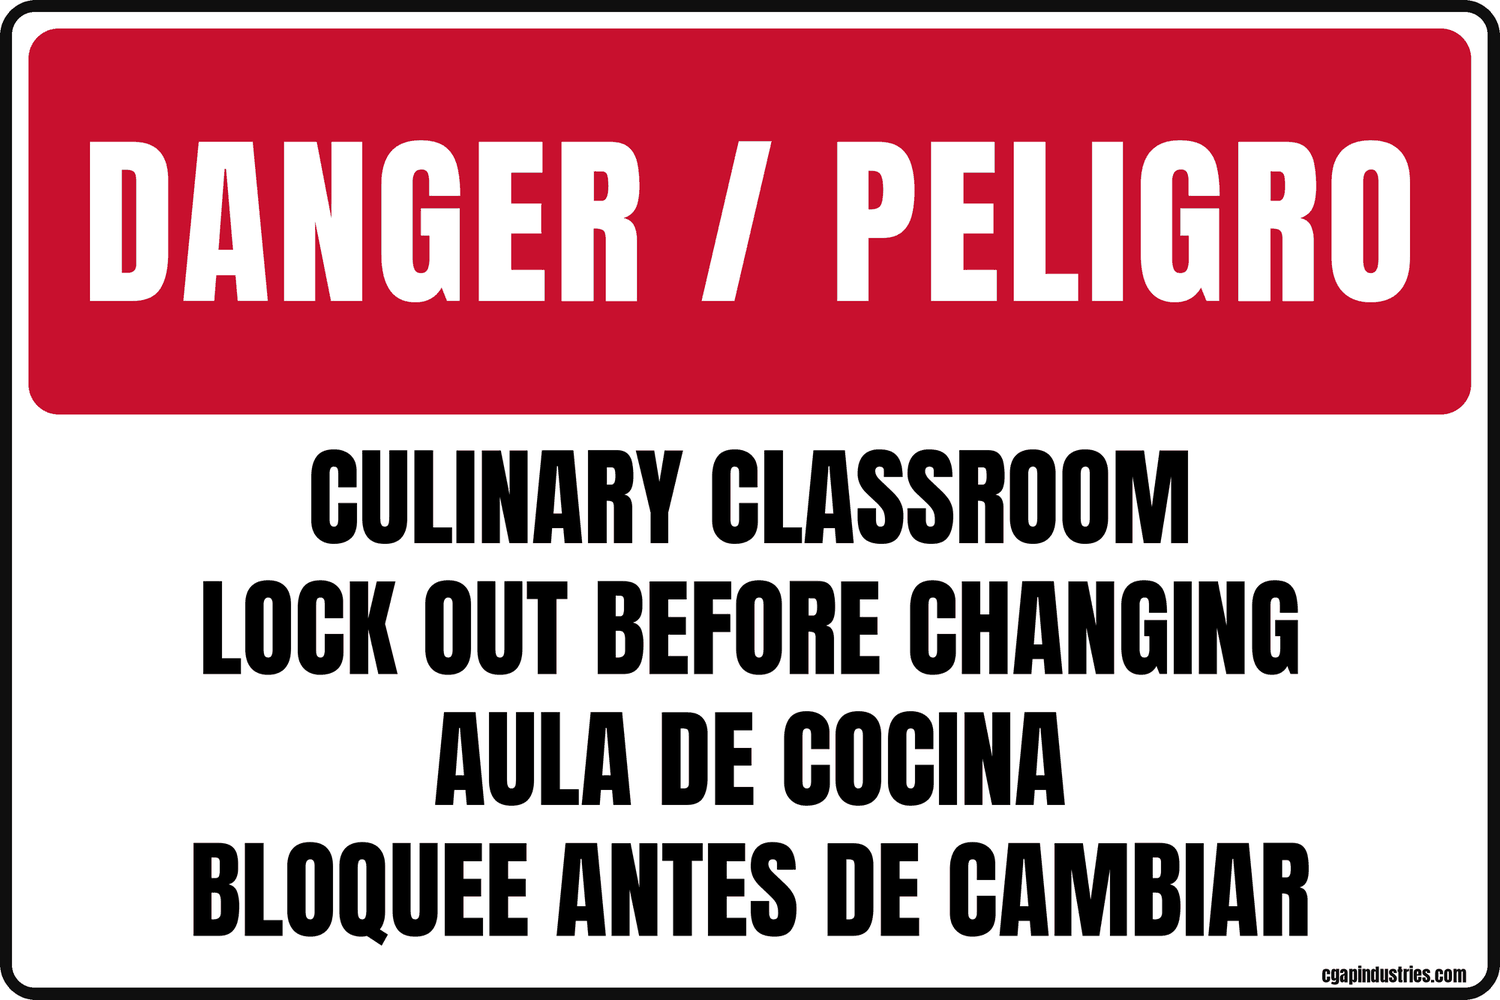 DANGER / PELIGRO
CULINARY CLASSROOM
LOCK OUT BEFORE CHANGING
AULA DE COCINA
BLOQUEE ANTES DE CAMBIAR
cgapindustries.com